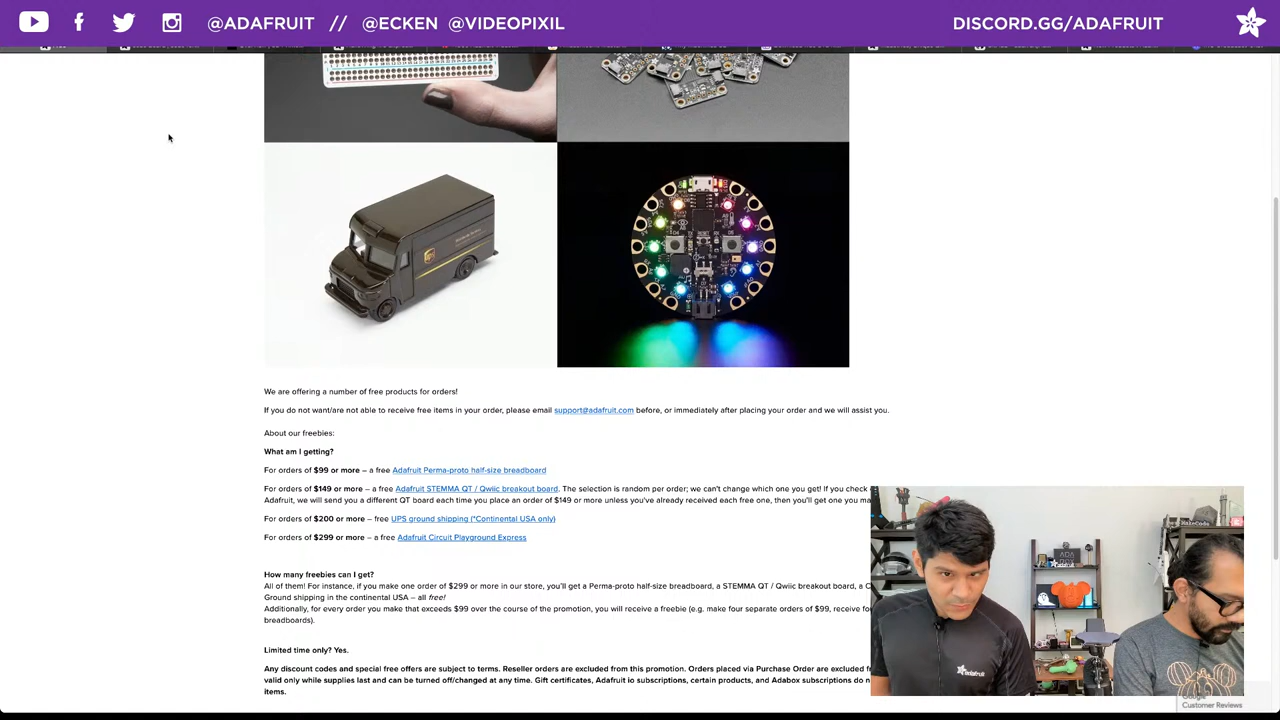 @ADAFRUIT // @ECKEN @VIDEOPIXIL
DISCORD.GG/ADAFRUIT
We are offering a number of free products for orders!
If you do not want/are not able to receive free items in your order, please email support@adafruit.com before, or immediately after placing your order and we will assist you.
About our freebies:
What am I getting?
For orders of $99 or more – a free Adafruit Perma-proto half-size breadboard
For orders of $149 or more – a free Adafruit STEMMA QT / Qwiic breakout board. The selection is random per order; we can't change which one you get! If you check
Adafruit, we will send you a different QT board each time you place an order of $149 or more unless you've already received each free one, then you'll get one you ma
For orders of $200 or more – free UPS ground shipping (*Continental USA only)
For orders of $299 or more – a free Adafruit Circuit Playground Express
How many freebies can I get?
All of them! For instance, if you make one order of $299 or more in our store, you'll get a Perma-proto half-size breadboard, a STEMMA QT / Qwiic breakout board, a C
Ground shipping in the continental USA – all free!
Additionally, for every order you make that exceeds $99 over the course of the promotion, you will receive a freebie (e.g. make four separate orders of $99, receive fo
breadboards).
Limited time only? Yes.
Any discount codes and special free offers are subject to terms. Reseller orders are excluded from this promotion. Orders placed via Purchase Order are excluded f
valid only while supplies last and can be turned off/changed at any time. Gift certificates, Adafruit io subscriptions, certain products, and Adabox subscriptions do n
items.
adafruit
Google
Customer Reviews